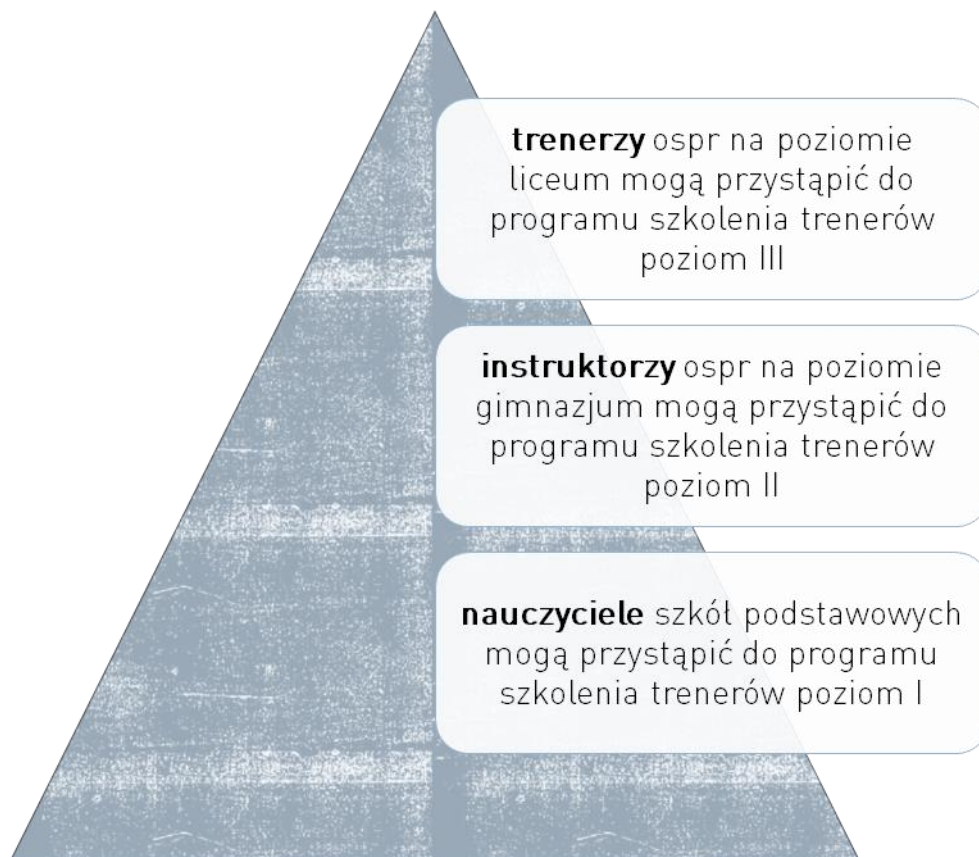 trenerzy ospr na poziomie
liceum mogą przystąpić do
programu szkolenia trenerów
poziom III
instruktorzy ospr na poziomie
gimnazjum mogą przystąpić do
programu szkolenia trenerów
poziom II
nauczyciele szkół podstawowych
mogą przystąpić do programu
szkolenia trenerów poziom I